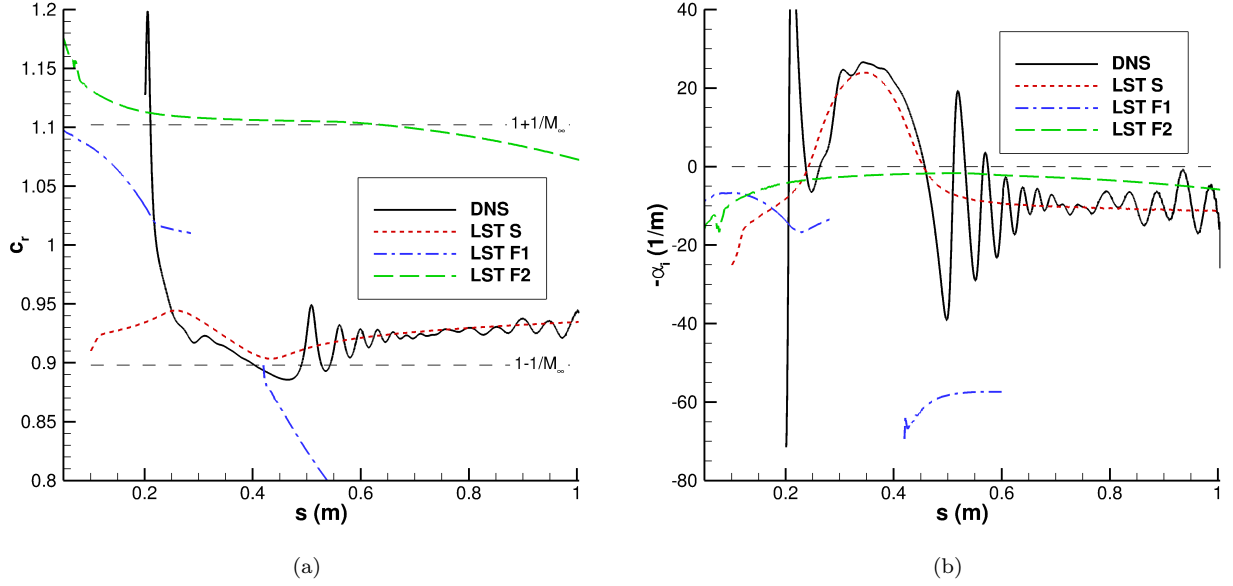 1.2
1.15
1.1
1.05
1
0.95
0.9
0.85
0.8
c_r
0.2
0.4
0.6
0.8
1
s (m)
1+1/M_∞
1-1/M_∞
DNS
LST S
LST F1
LST F2
(a)
40
20
0
-20
-40
-60
-80
-α_i (1/m)
0.2
0.4
0.6
0.8
1
s (m)
DNS
LST S
LST F1
LST F2
(b)